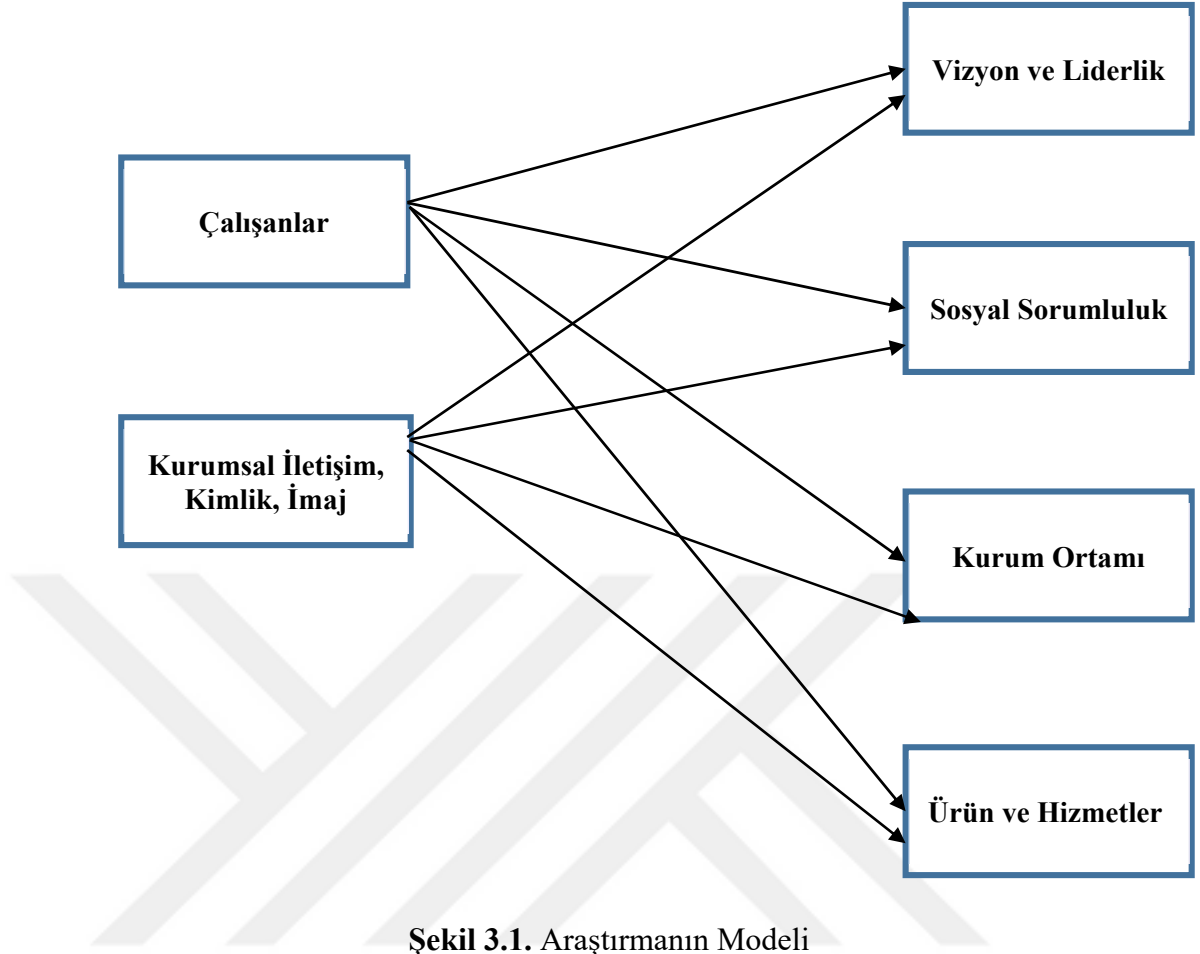 Vizyon ve Liderlik
Çalışanlar
Sosyal Sorumluluk
Kurumsal İletişim,
Kimlik, İmaj
Kurum Ortamı
Ürün ve Hizmetler
Şekil 3.1. Araştırmanın Modeli